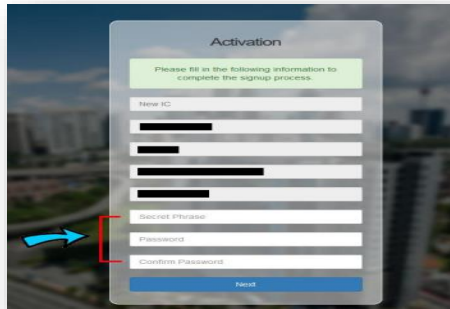 Activation
Please fill in the following information to
complete the signup process.
New IC
Secret Phrase
Password
Confirm Password
Next